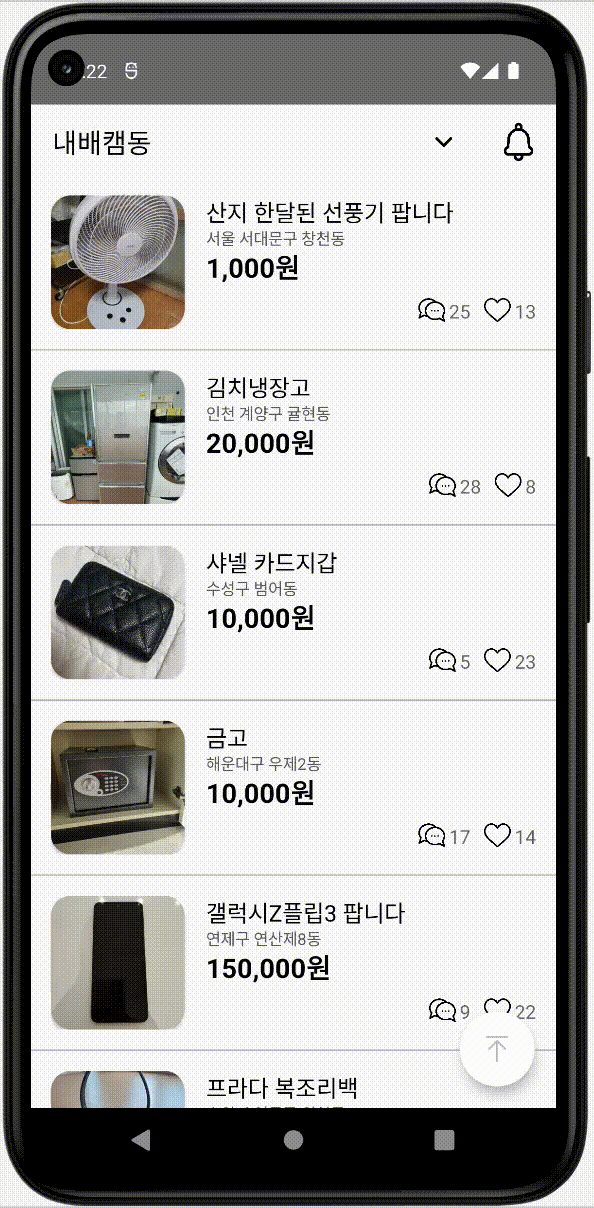 :22
내배캠동
산지 한달된 선풍기 팝니다
서울 서대문구 창천동
1,000원
25 13
김치냉장고
인천 계양구 귤현동
20,000원
28 8
샤넬 카드지갑
수성구 범어동
10,000원
5 23
금고
해운대구 우제2동
10,000원
17 14
갤럭시Z플립3 팝니다
연제구 연산제8동
150,000원
9 22
프라다 복조리백